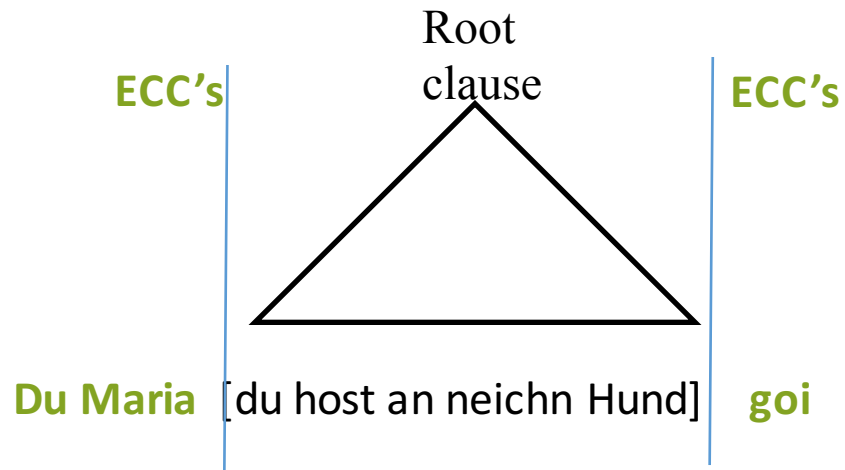 Root
clause
ECC’s
ECC’s
Du Maria [du host an neichn Hund] goi